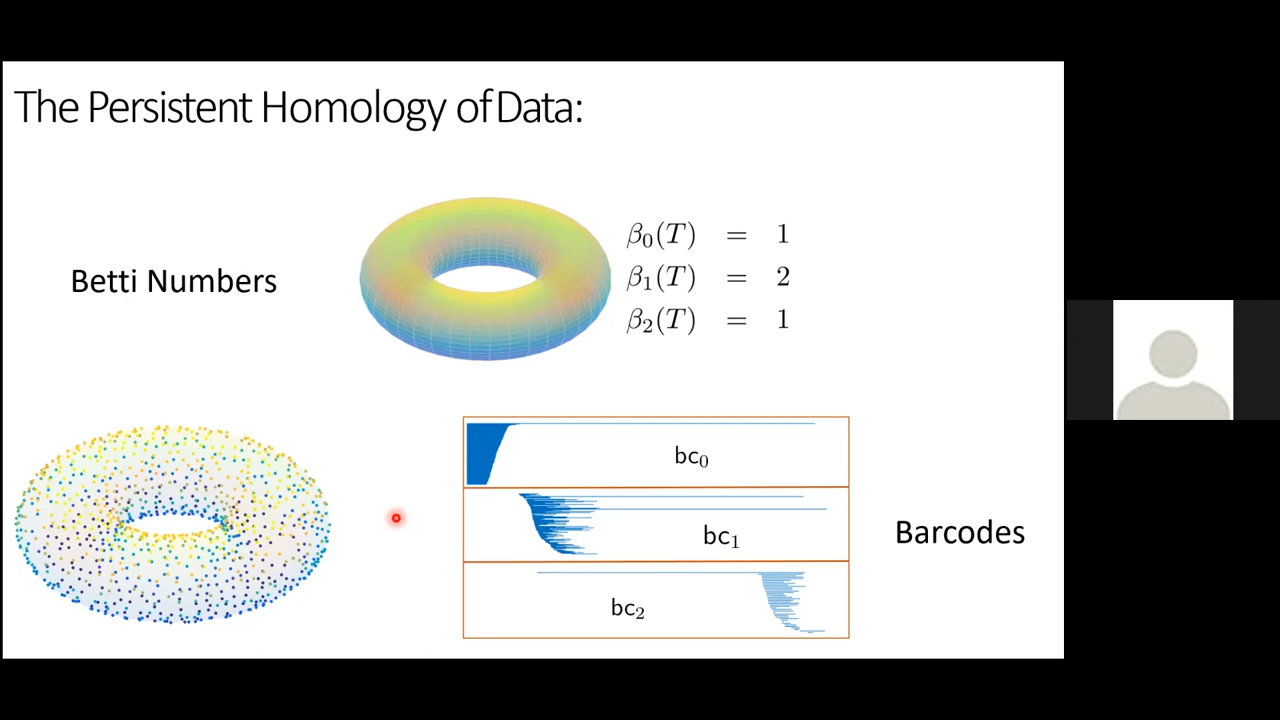 The Persistent Homology of Data:
Betti Numbers
β₀(T) = 1
β₁(T) = 2
β₂(T) = 1
bc₀
bc₁
bc₂
Barcodes